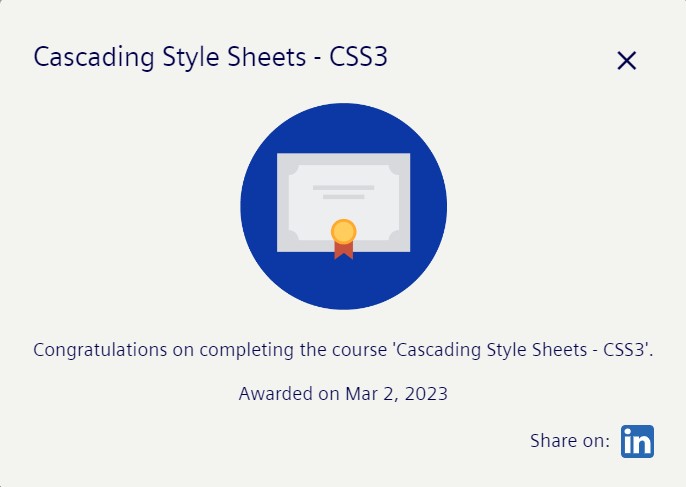 Cascading Style Sheets - CSS3
Congratulations on completing the course 'Cascading Style Sheets - CSS3'.
Awarded on Mar 2, 2023
Share on: in